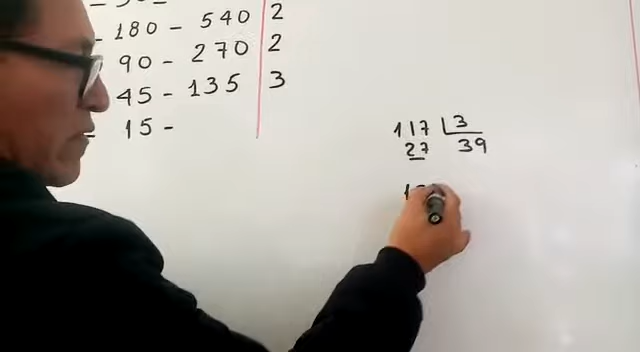 - 180 - 540 2
90 - 270 2
45 - 135 3
15 -
117 3
27 39